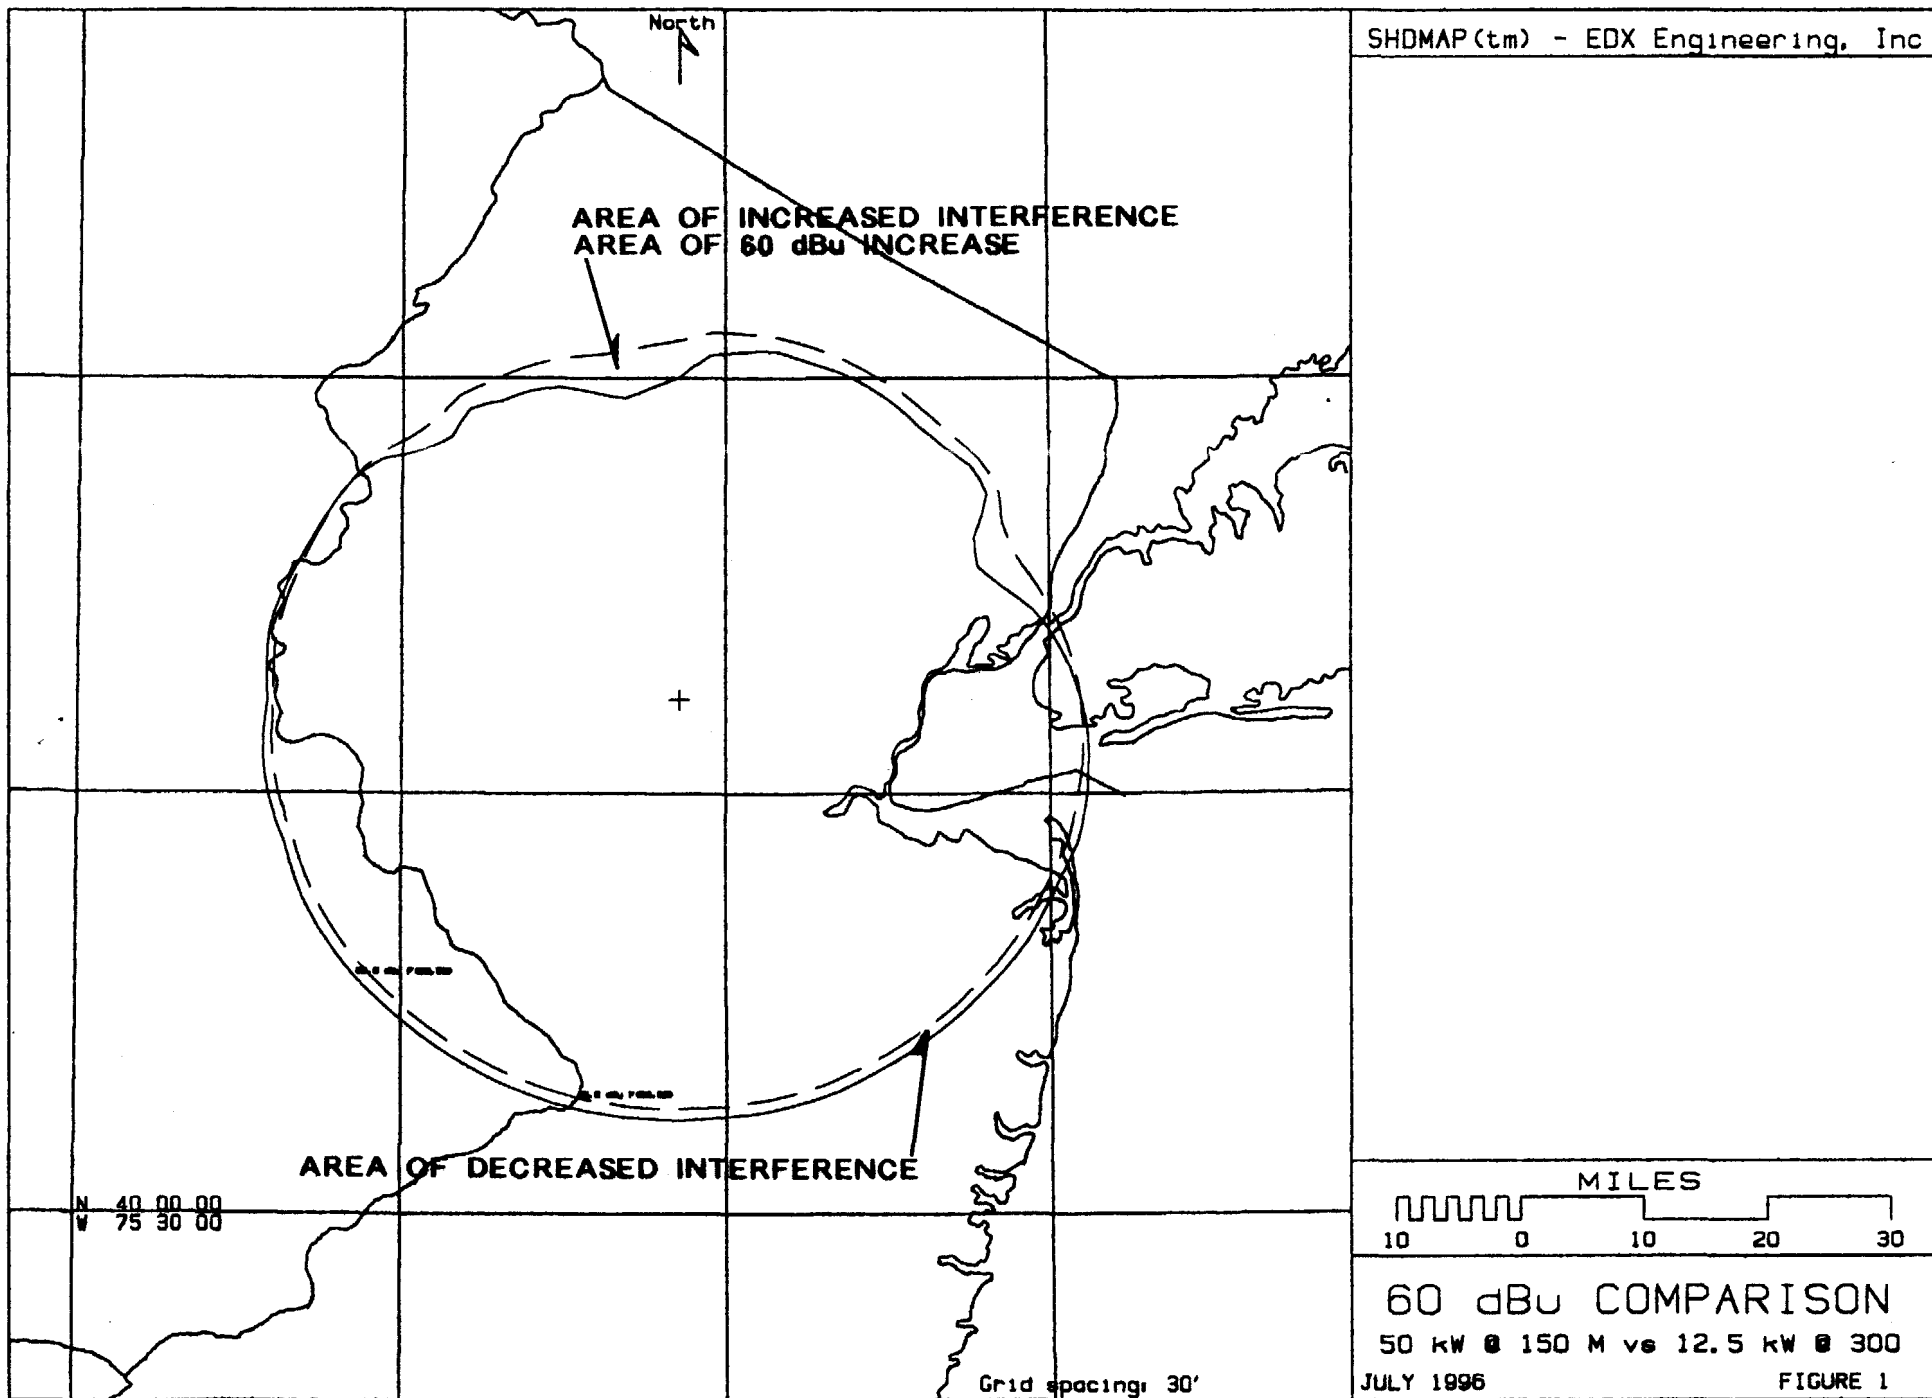 North
SHDMAP(tm) - EDX Engineering, Inc
AREA OF INCREASED INTERFERENCE
AREA OF 60 dBu INCREASE
AREA OF DECREASED INTERFERENCE
N 40 00 00
W 75 30 00
Grid spacing: 30'
MILES
10 0 10 20 30
60 dBu COMPARISON
50 kW @ 150 M vs 12.5 kW @ 300
JULY 1996
FIGURE 1